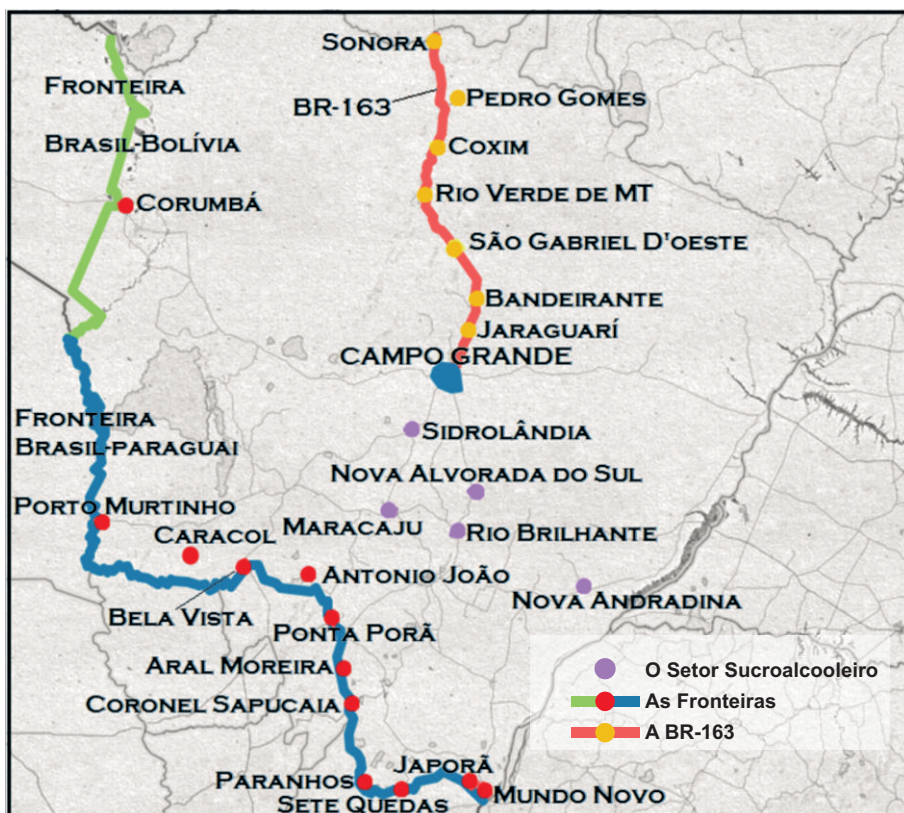 SONORA
FRONTEIRA
BR-163
PEDRO GOMES
BRASIL-BOLÍVIA
COXIM
CORUMBÁ
RIO VERDE DE MT
SÃO GABRIEL D'OESTE
BANDEIRANTE
JARAGUARÍ
CAMPO GRANDE
FRONTEIRA
BRASIL-PARAGUAI
SIDROLÂNDIA
NOVA ALVORADA DO SUL
PORTO MURTINHO
MARACAJU
CARACOL
RIO BRILHANTE
ANTONIO JOÃO
NOVA ANDRADINA
BELA VISTA
PONTA PORÃ
ARAL MOREIRA
CORONEL SAPUCAIA
JAPORÃ
PARANHOS
SETE QUEDAS
MUNDO NOVO
O Setor Sucroalcooleiro
As Fronteiras
A BR-163